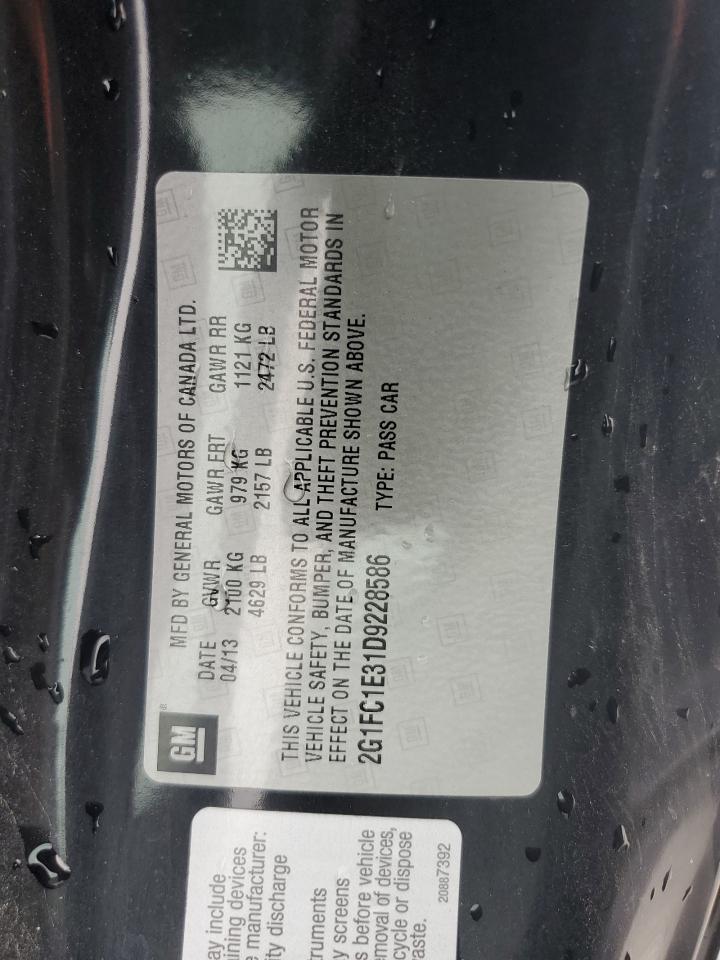 GM®
MFD BY GENERAL MOTORS OF CANADA LTD.
DATE GVWR GAWR FRT GAWR RR
04/13 2100 KG 979 KG 1121 KG
4629 LB 2157 LB 2472 LB
THIS VEHICLE CONFORMS TO ALL APPLICABLE U.S. FEDERAL MOTOR
VEHICLE SAFETY, BUMPER, AND THEFT PREVENTION STANDARDS IN
EFFECT ON THE DATE OF MANUFACTURE SHOWN ABOVE.
2G1FC1E31D9228586 TYPE: PASS CAR
ay include
ining devices
e manufacturer:
ity discharge
truments
y screens
s before vehicle
emoval of devices,
cycle or dispose
aste.
20887392